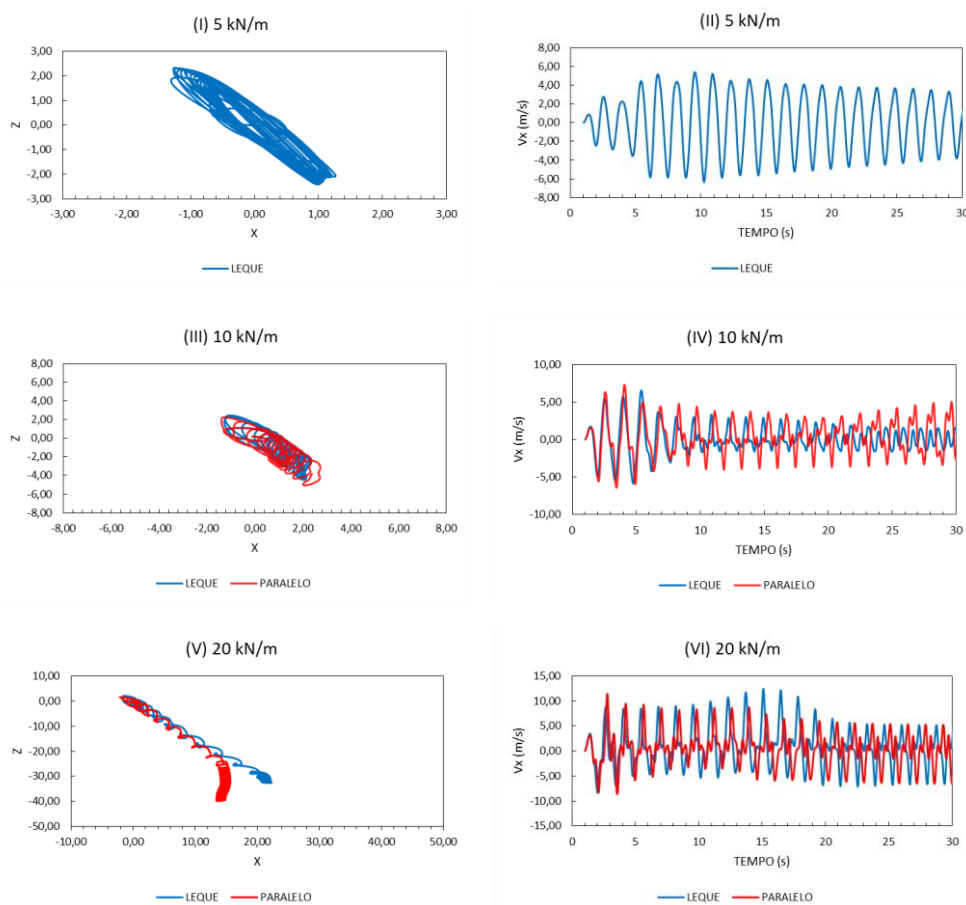 (I) 5 kN/m
3,00
2,00
1,00
0,00
-1,00
-2,00
-3,00
Z
-3,00 -2,00 -1,00 0,00 1,00 2,00 3,00
X
LEQUE
(II) 5 kN/m
8,00
6,00
4,00
2,00
0,00
-2,00
-4,00
-6,00
-8,00
Vx (m/s)
0 5 10 15 20 25 30
TEMPO (s)
LEQUE
(III) 10 kN/m
8,00
6,00
4,00
2,00
0,00
-2,00
-4,00
-6,00
-8,00
Z
-8,00 -6,00 -4,00 -2,00 0,00 2,00 4,00 6,00 8,00
X
LEQUE PARALELO
(IV) 10 kN/m
10,00
5,00
0,00
-5,00
-10,00
Vx (m/s)
0 5 10 15 20 25 30
TEMPO (s)
LEQUE PARALELO
(V) 20 kN/m
10,00
0,00
-10,00
-20,00
-30,00
-40,00
-50,00
Z
-10,00 0,00 10,00 20,00 30,00 40,00 50,00
X
LEQUE PARALELO
(VI) 20 kN/m
15,00
10,00
5,00
0,00
-5,00
-10,00
-15,00
Vx (m/s)
0 5 10 15 20 25 30
TEMPO (s)
LEQUE PARALELO